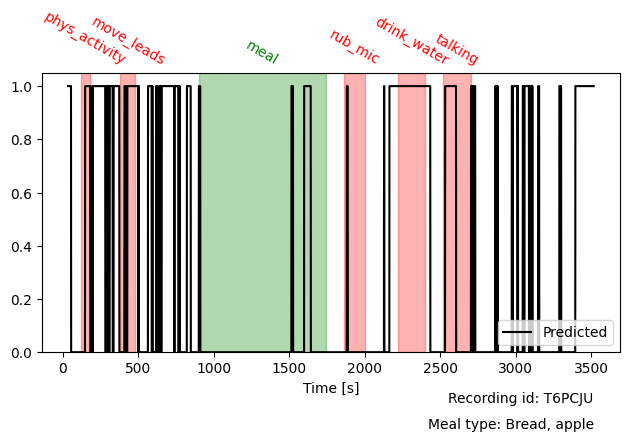 phys_activity
move_leads
meal
rub_mic
drink_water
talking
1.0
0.8
0.6
0.4
0.2
0.0
Predicted
0 500 1000 1500 2000 2500 3000 3500
Time [s]
Recording id: T6PCJU
Meal type: Bread, apple